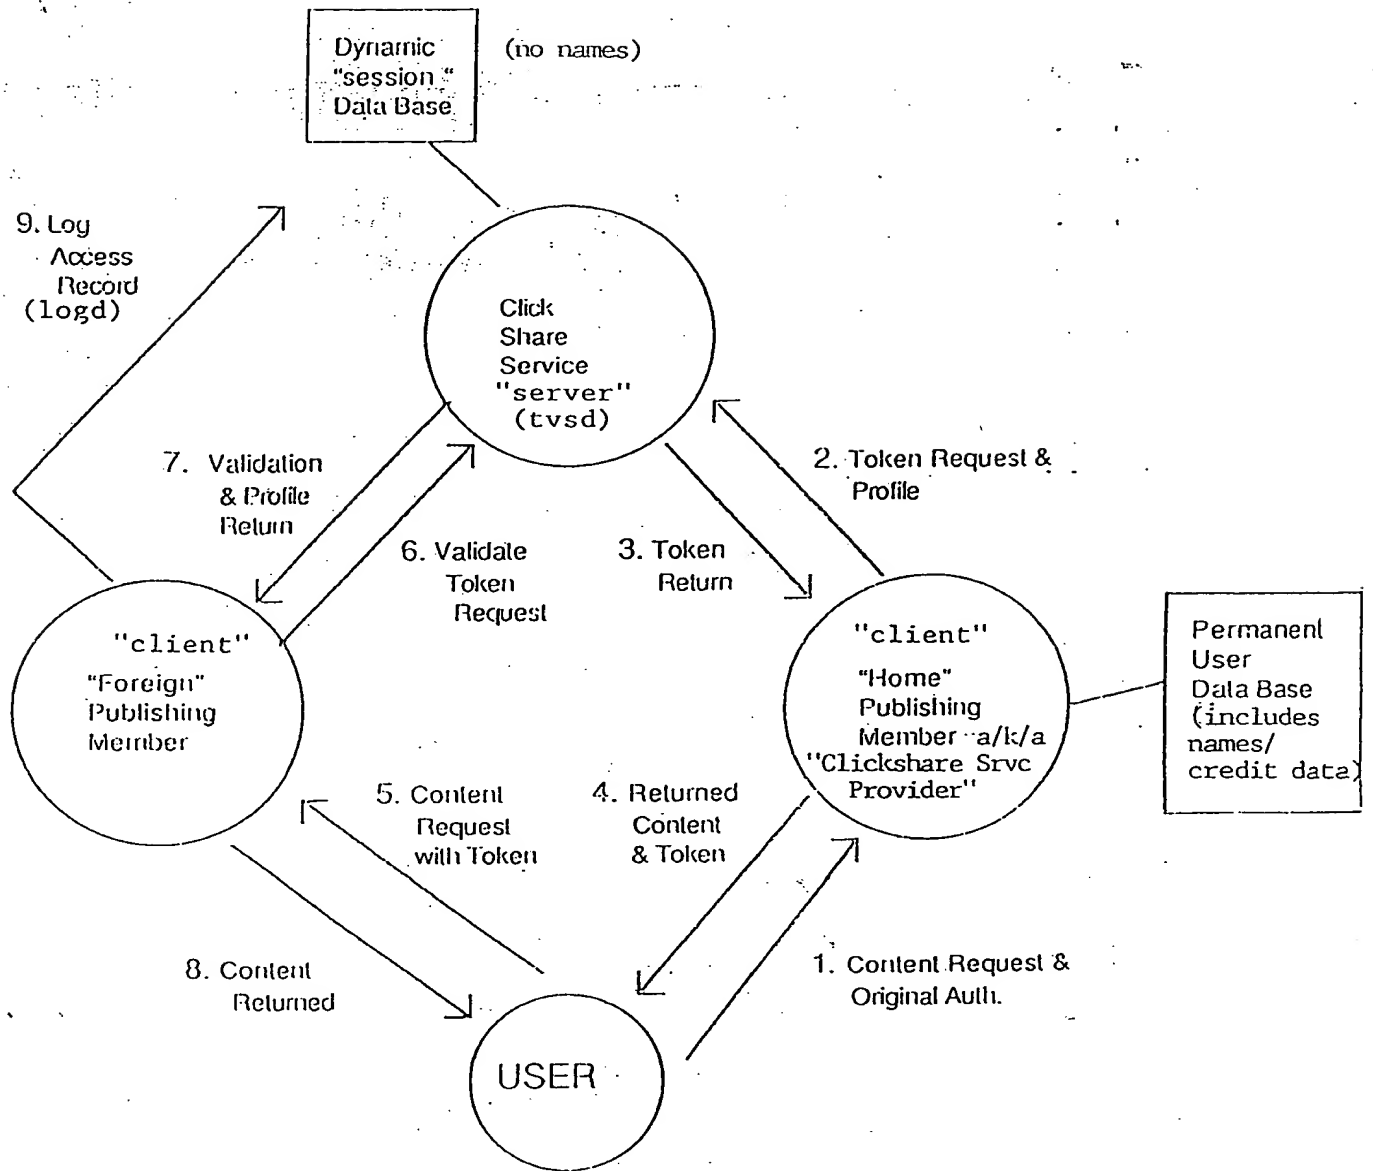 Dynamic
"session"
Data Base
(no names)
9. Log
Access
Record
(logd)
Click
Share
Service
"server"
(tvsd)
7. Validation
& Profile
Return
6. Validate
Token
Request
2. Token Request &
Profile
3. Token
Return
"client"
"Foreign"
Publishing
Member
"client"
"Home"
Publishing
Member a/k/a
"Clickshare Srvc
Provider"
Permanent
User
Data Base
(includes
names/
credit data)
5. Content
Request
with Token
4. Returned
Content
& Token
8. Content
Returned
1. Content Request &
Original Auth.
USER